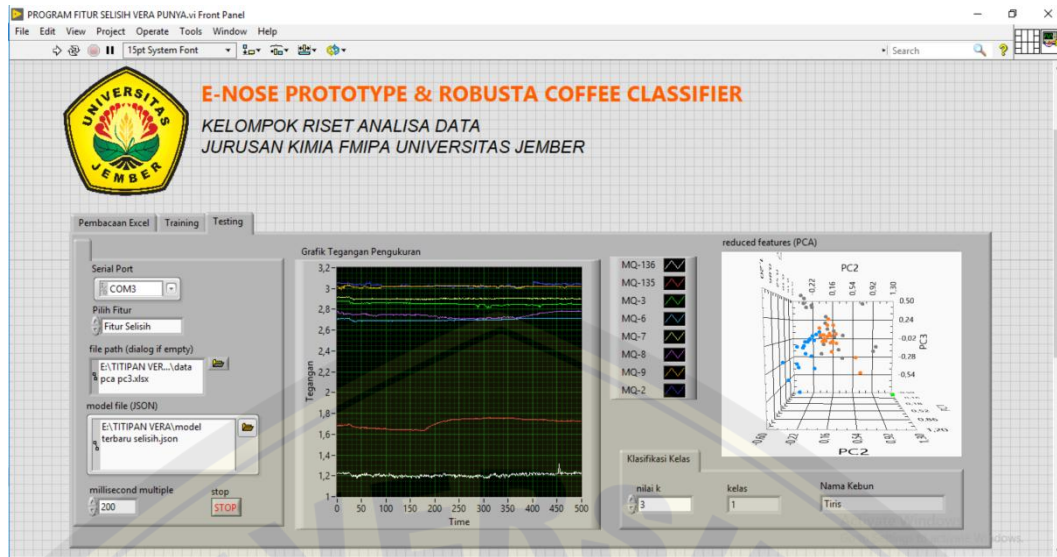 PROGRAM FITUR SELISIH VERA PUNYA.vi Front Panel
File Edit View Project Operate Tools Window Help
15pt System Font
Search
UNIVERSITAS
JEMBER
E-NOSE PROTOTYPE & ROBUSTA COFFEE CLASSIFIER
KELOMPOK RISET ANALISA DATA
JURUSAN KIMIA FMIPA UNIVERSITAS JEMBER
Pembacaan Excel Training Testing
Serial Port
COM3
Pilih Fitur
Fitur Selisih
file path (dialog if empty)
E:\TITIPAN VER...\data
pca pc3.xlsx
model file (JSON)
E:\TITIPAN VERA\model
terbaru selisih.json
millisecond multiple
200
stop
STOP
Grafik Tegangan Pengukuran
Tegangan
3,2
3
2,8
2,6
2,4
2,2
2
1,8
1,6
1,4
1,2
1
0 50 100 150 200 250 300 350 400 450 500
Time
MQ-136
MQ-135
MQ-3
MQ-6
MQ-7
MQ-8
MQ-9
MQ-2
reduced features (PCA)
PC2
-0,22 0,16 0,54 0,92 1,30
0,50
0,24
-0,02
-0,28
-0,54
PC3
PC2
Klasifikasi Kelas
nilai k
3
kelas
1
Nama Kebun
Tiris